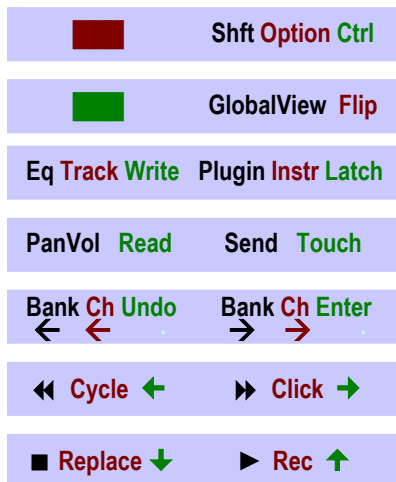 Shft Option Ctrl
GlobalView Flip
Eq Track Write Plugin Instr Latch
PanVol Read Send Touch
Bank Ch Undo Bank Ch Enter
← ← → →
◀◀ Cycle ← ▶▶ Click →
■ Replace ↓ ▶ Rec ↑